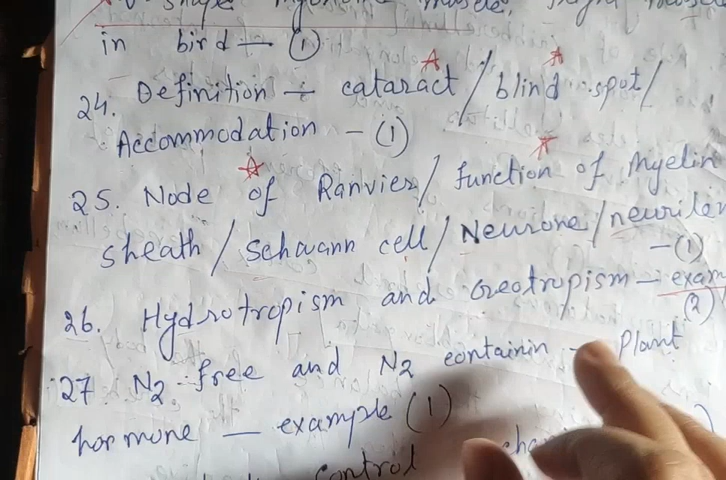 in bird — (1)
24. Definition ÷ cataract / blind spot /
Accommodation – (1)
25. Node of Ranvier / function of Myelin
sheath / Schwann cell / Neurone / neurilem
– (1)
26. Hydrotropism and Geotropism – exam
(2)
27 N2 free and N2 containin – Plant
hormone — example (1)
control